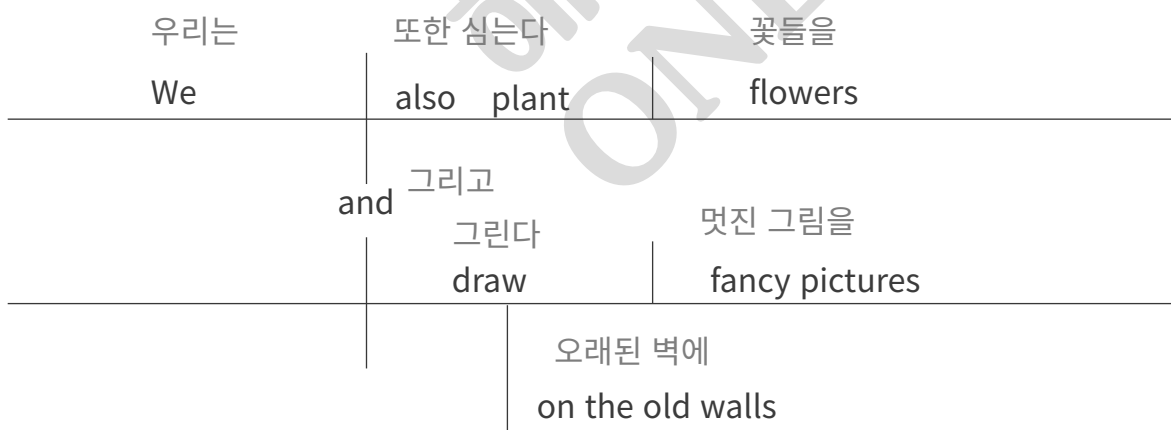 우리는 또한 심는다 꽃들을
We also plant flowers
그리고
and
그린다 멋진 그림을
draw fancy pictures
오래된 벽에
on the old walls